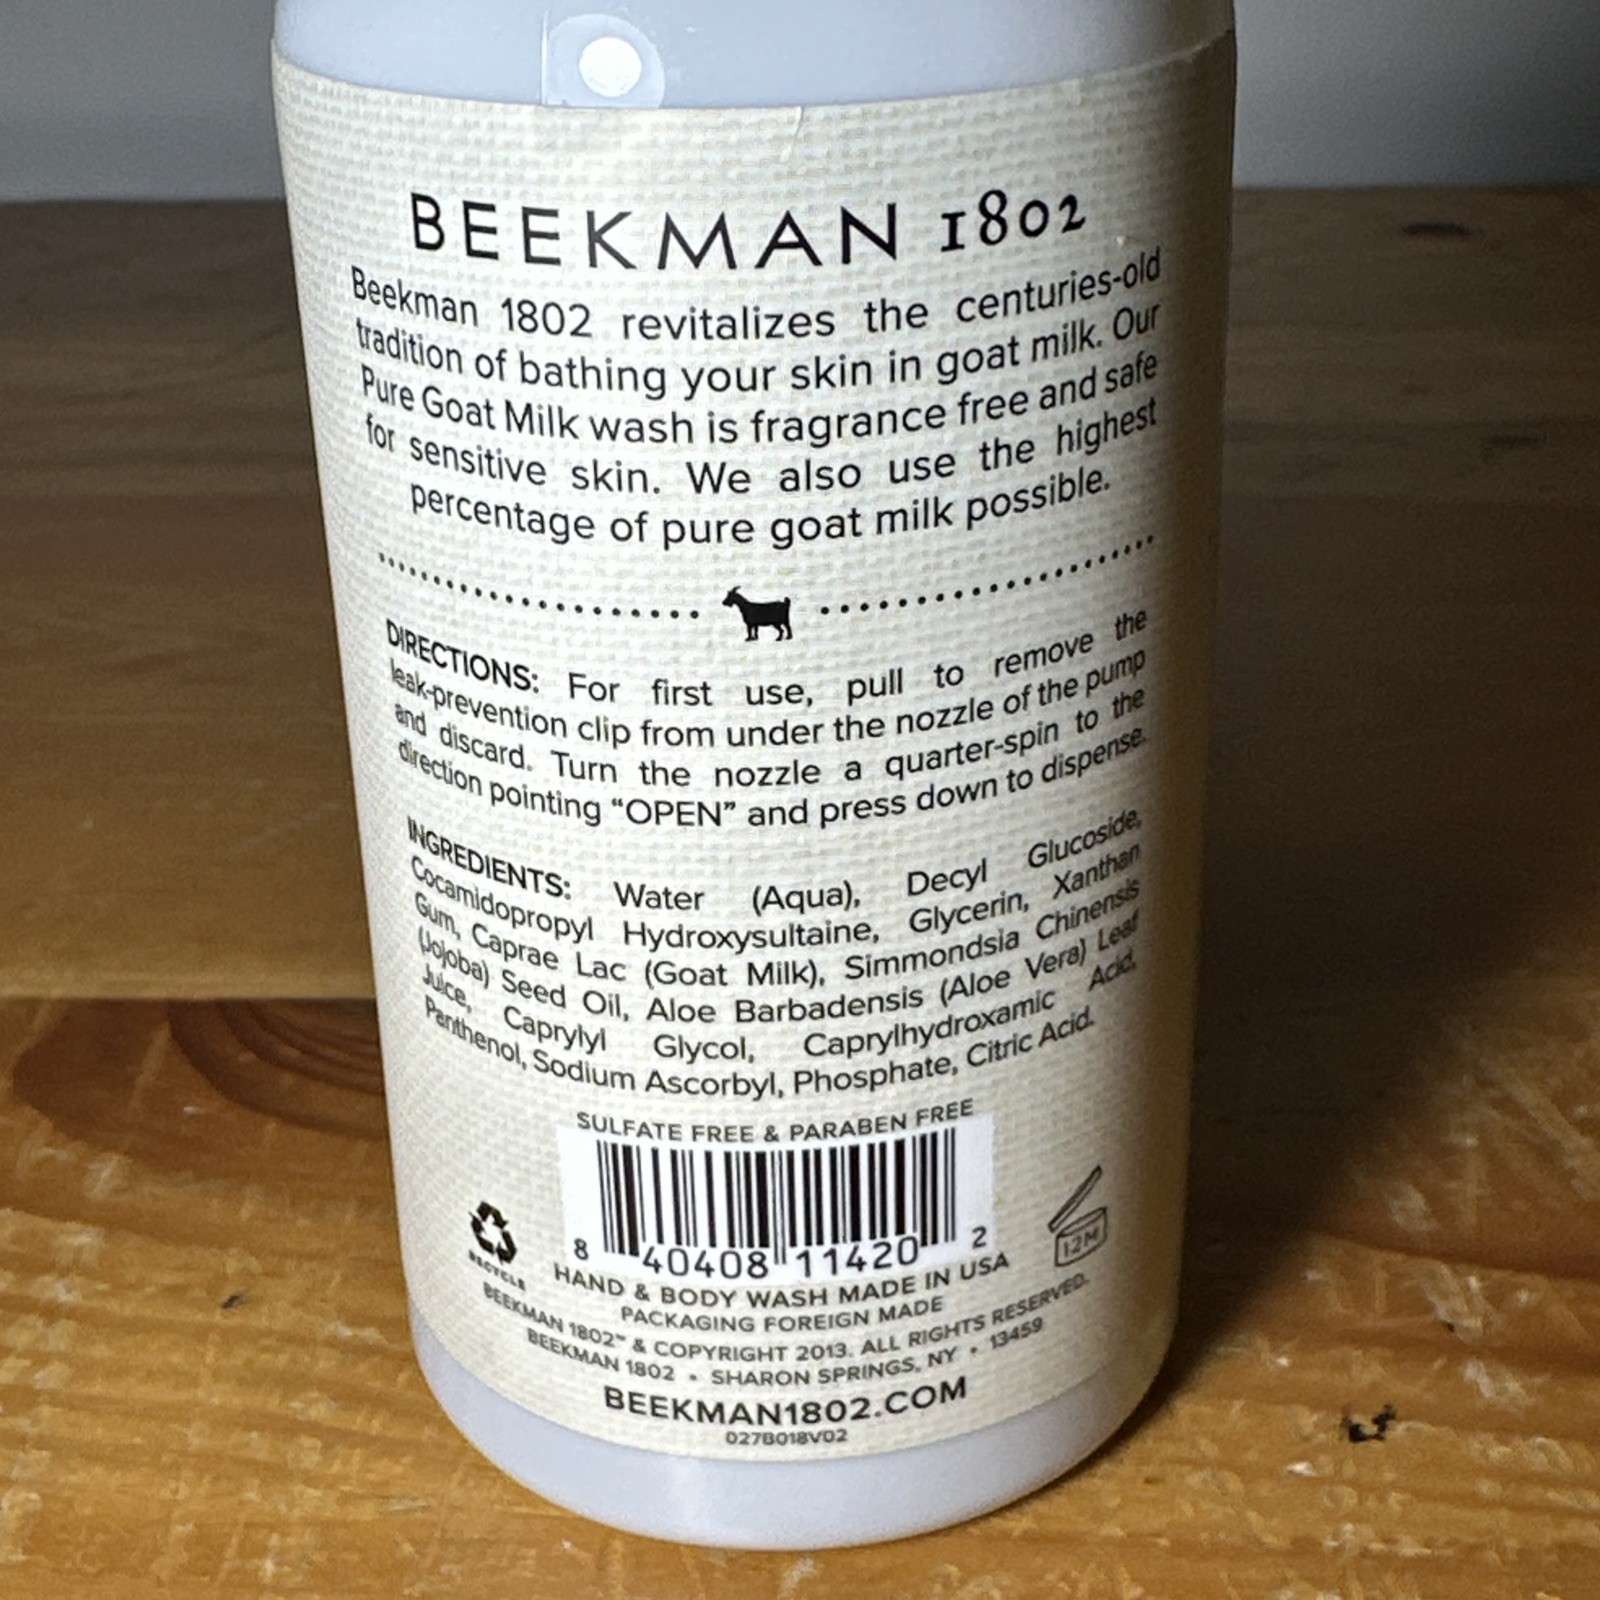 BEEKMAN 1802
Beekman 1802 revitalizes the centuries-old
tradition of bathing your skin in goat milk. Our
Pure Goat Milk wash is fragrance free and safe
for sensitive skin. We also use the highest
percentage of pure goat milk possible.
DIRECTIONS: For first use, pull to remove the
leak-prevention clip from under the nozzle of the pump
and discard. Turn the nozzle a quarter-spin to the
direction pointing “OPEN” and press down to dispense.
INGREDIENTS: Water (Aqua), Decyl Glucoside,
Cocamidopropyl Hydroxysultaine, Glycerin, Xanthan
Gum, Caprae Lac (Goat Milk), Simmondsia Chinensis
(Jojoba) Seed Oil, Aloe Barbadensis (Aloe Vera) Leaf
Juice, Caprylyl Glycol, Caprylhydroxamic Acid,
Panthenol, Sodium Ascorbyl, Phosphate, Citric Acid.
SULFATE FREE & PARABEN FREE
8 40408 11420 2
RECYCLE
12M
HAND & BODY WASH MADE IN USA
PACKAGING FOREIGN MADE
BEEKMAN 1802™ & COPYRIGHT 2013. ALL RIGHTS RESERVED.
BEEKMAN 1802 • SHARON SPRINGS, NY • 13459
BEEKMAN1802.COM
027B018V02